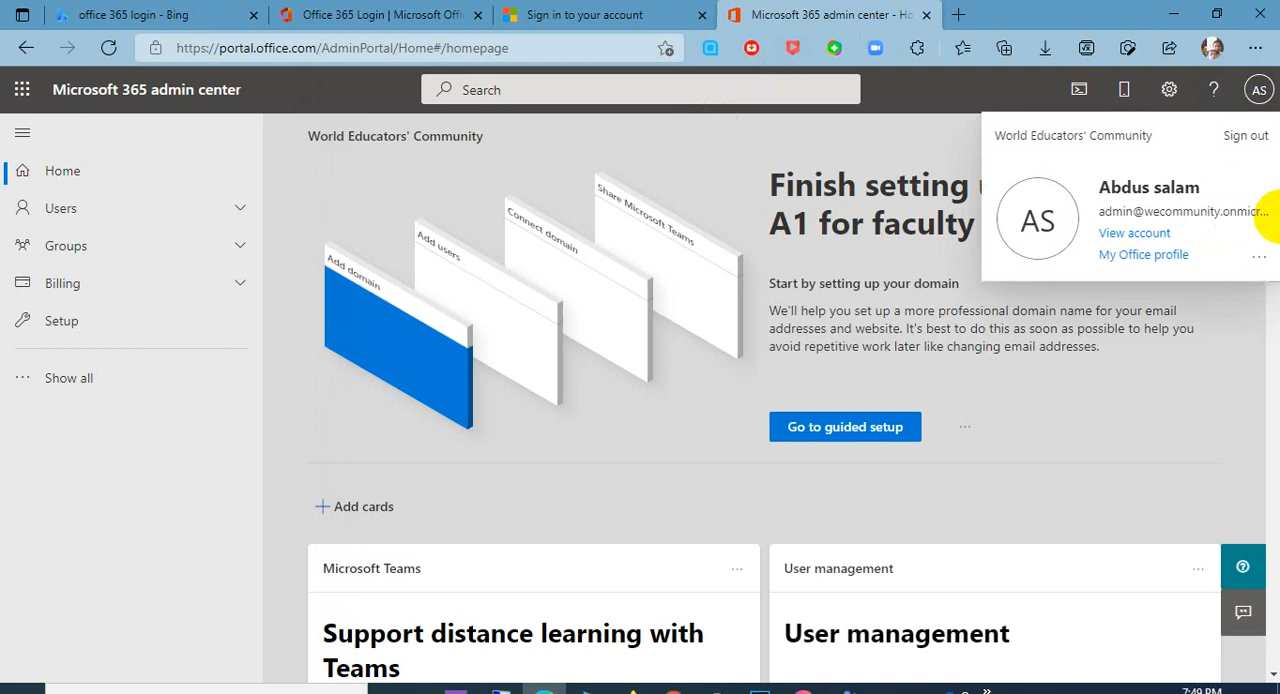 office 365 login - Bing
Office 365 Login | Microsoft Offi
Sign in to your account
Microsoft 365 admin center - Ho
https://portal.office.com/AdminPortal/Home#/homepage
Microsoft 365 admin center
Search
AS
World Educators' Community
Sign out
Abdus salam
admin@wecommunity.onmicr...
View account
My Office profile
AS
Home
Users
Groups
Billing
Setup
Show all
World Educators' Community
Add domain
Add users
Connect domain
Share Microsoft Teams
Finish setting
A1 for faculty
Start by setting up your domain
We'll help you set up a more professional domain name for your email
addresses and website. It's best to do this as soon as possible to help you
avoid repetitive work later like changing email addresses.
Go to guided setup
Add cards
Microsoft Teams
Support distance learning with
Teams
User management
User management
7:49 PM